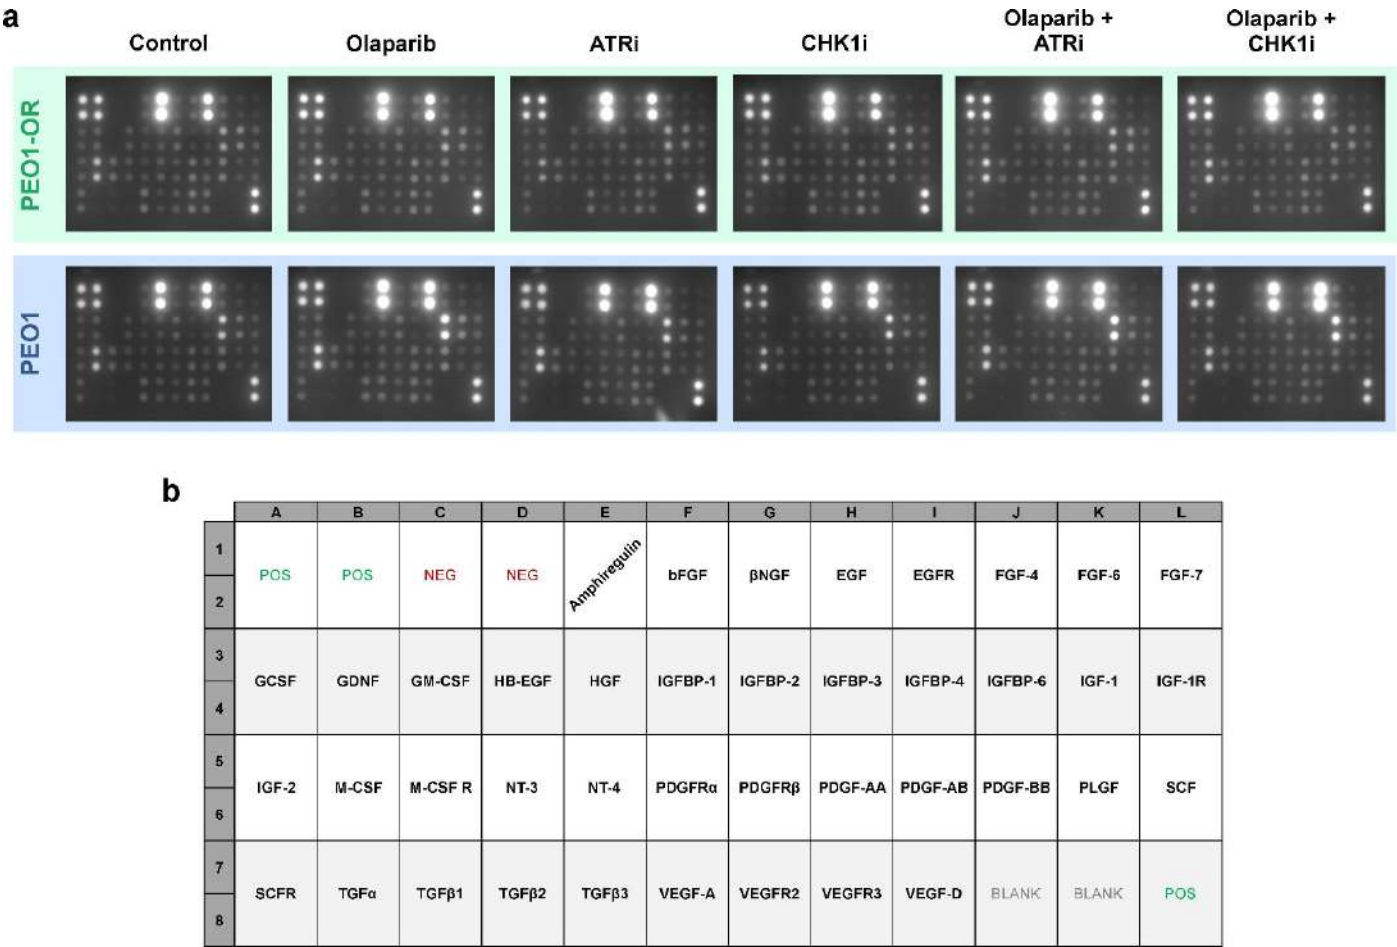 a
Control Olaparib ATRi CHK1i Olaparib + ATRi Olaparib + CHK1i
PEO1-OR
PEO1
b
A B C D E F G H I J K L
1
2
POS POS NEG NEG Amphiregulin bFGF βNGF EGF EGFR FGF-4 FGF-6 FGF-7
3
4
GCSF GDNF GM-CSF HB-EGF HGF IGFBP-1 IGFBP-2 IGFBP-3 IGFBP-4 IGFBP-6 IGF-1 IGF-1R
5
6
IGF-2 M-CSF M-CSF R NT-3 NT-4 PDGFRα PDGFRβ PDGF-AA PDGF-AB PDGF-BB PLGF SCF
7
8
SCFR TGFα TGFβ1 TGFβ2 TGFβ3 VEGF-A VEGFR2 VEGFR3 VEGF-D BLANK BLANK POS